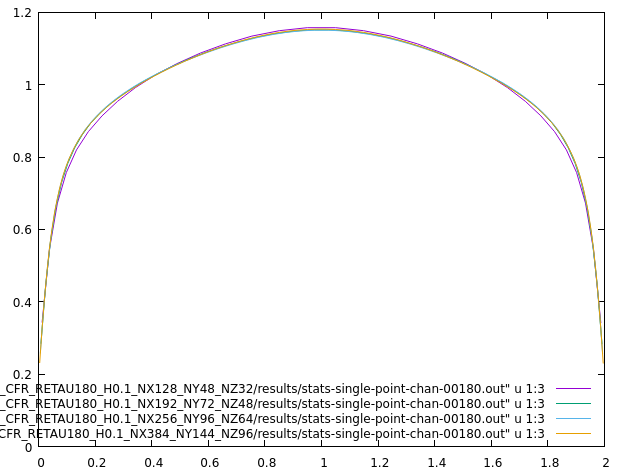 1.2
1
0.8
0.6
0.4
0.2
0
_CFR_RETAU180_H0.1_NX128_NY48_NZ32/results/stats-single-point-chan-00180.out" u 1:3
_CFR_RETAU180_H0.1_NX192_NY72_NZ48/results/stats-single-point-chan-00180.out" u 1:3
_CFR_RETAU180_H0.1_NX256_NY96_NZ64/results/stats-single-point-chan-00180.out" u 1:3
CFR_RETAU180_H0.1_NX384_NY144_NZ96/results/stats-single-point-chan-00180.out" u 1:3
0 0.2 0.4 0.6 0.8 1 1.2 1.4 1.6 1.8 2